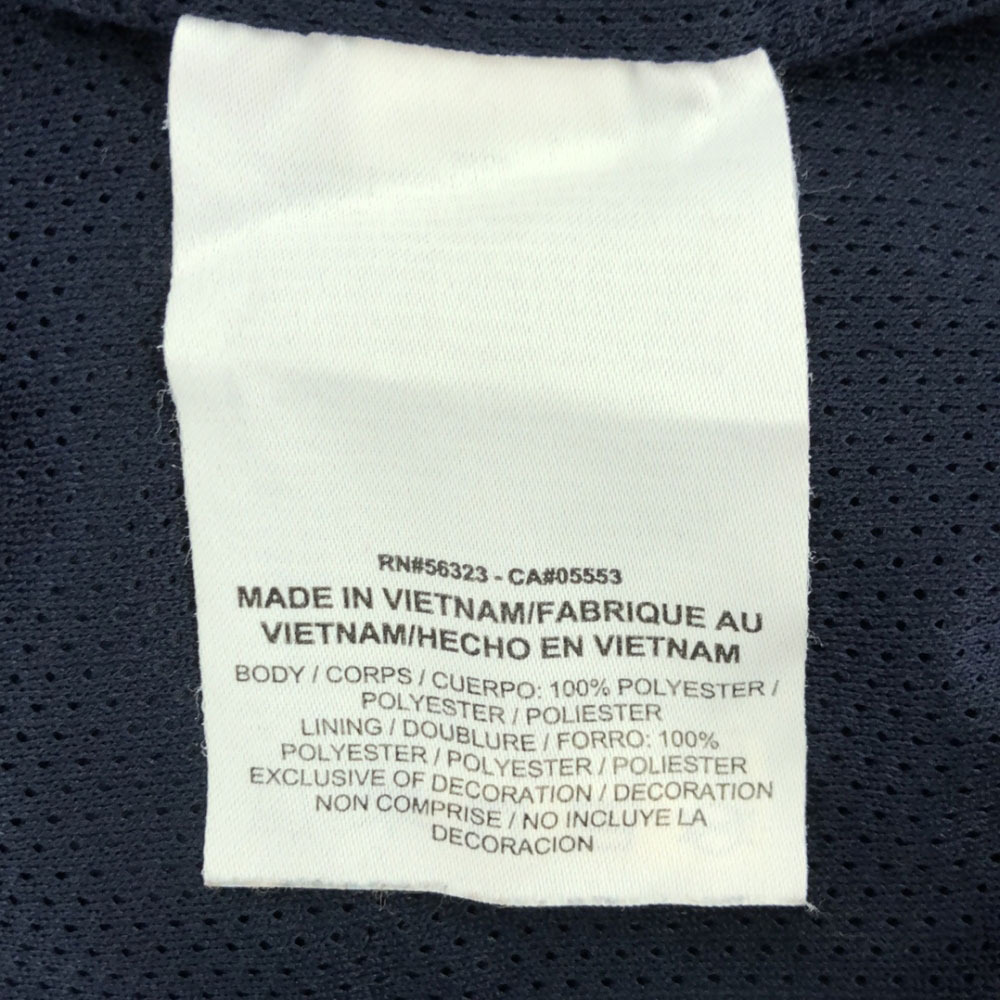 RN#56323 - CA#05553
MADE IN VIETNAM/FABRIQUE AU
VIETNAM/HECHO EN VIETNAM
BODY / CORPS / CUERPO: 100% POLYESTER /
POLYESTER / POLIESTER
LINING / DOUBLURE / FORRO: 100%
POLYESTER / POLYESTER / POLIESTER
EXCLUSIVE OF DECORATION / DECORATION
NON COMPRISE / NO INCLUYE LA
DECORACION